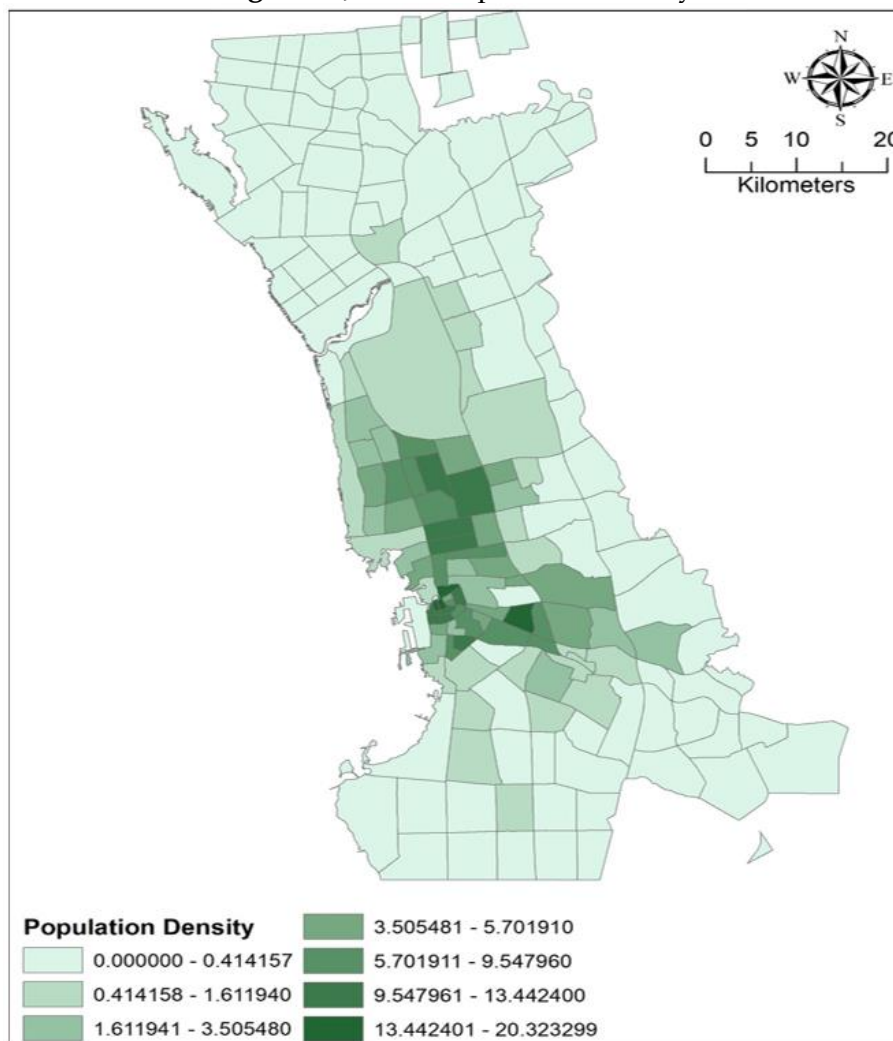 N
W E
S
0 5 10 20
Kilometers
Population Density
0.000000 - 0.414157
0.414158 - 1.611940
1.611941 - 3.505480
3.505481 - 5.701910
5.701911 - 9.547960
9.547961 - 13.442400
13.442401 - 20.323299